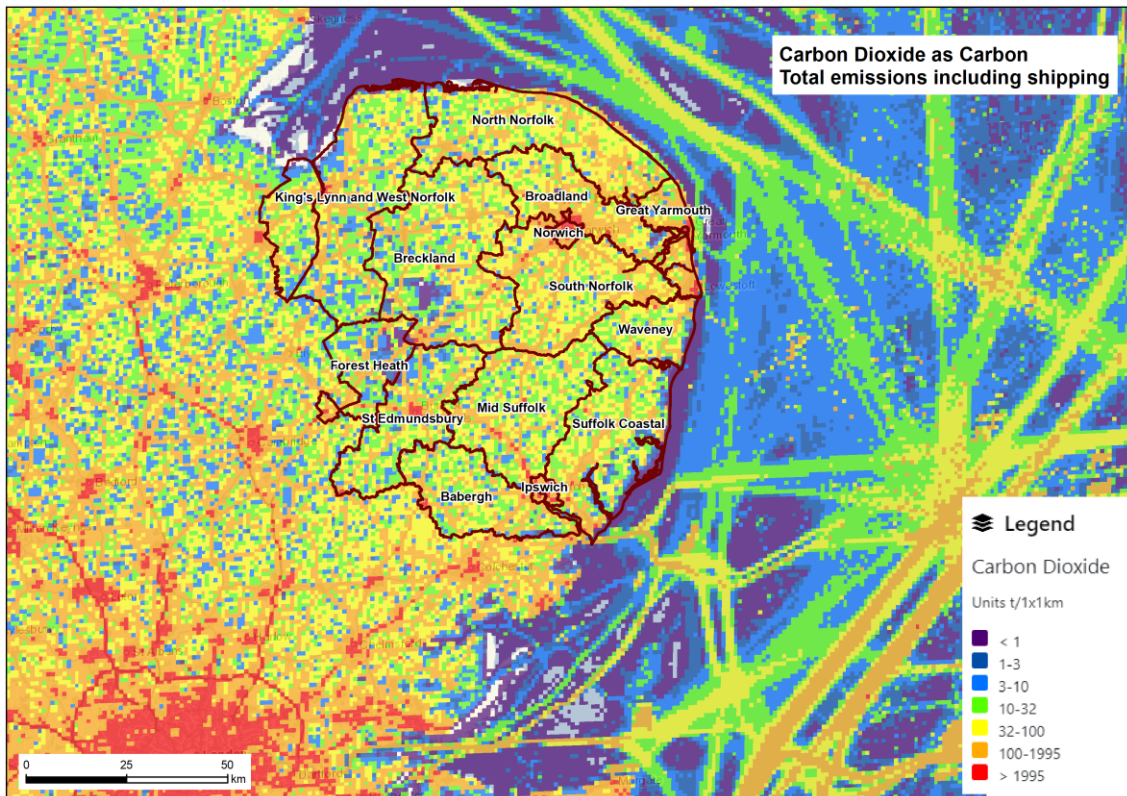 Carbon Dioxide as Carbon
Total emissions including shipping
North Norfolk
King's Lynn and West Norfolk
Broadland
Great Yarmouth
Norwich
Breckland
South Norfolk
Waveney
Forest Heath
Mid Suffolk
St Edmundsbury
Suffolk Coastal
Babergh
Ipswich
Legend
Carbon Dioxide
Units t/1x1km
< 1
1-3
3-10
10-32
32-100
100-1995
> 1995
0 25 50
km